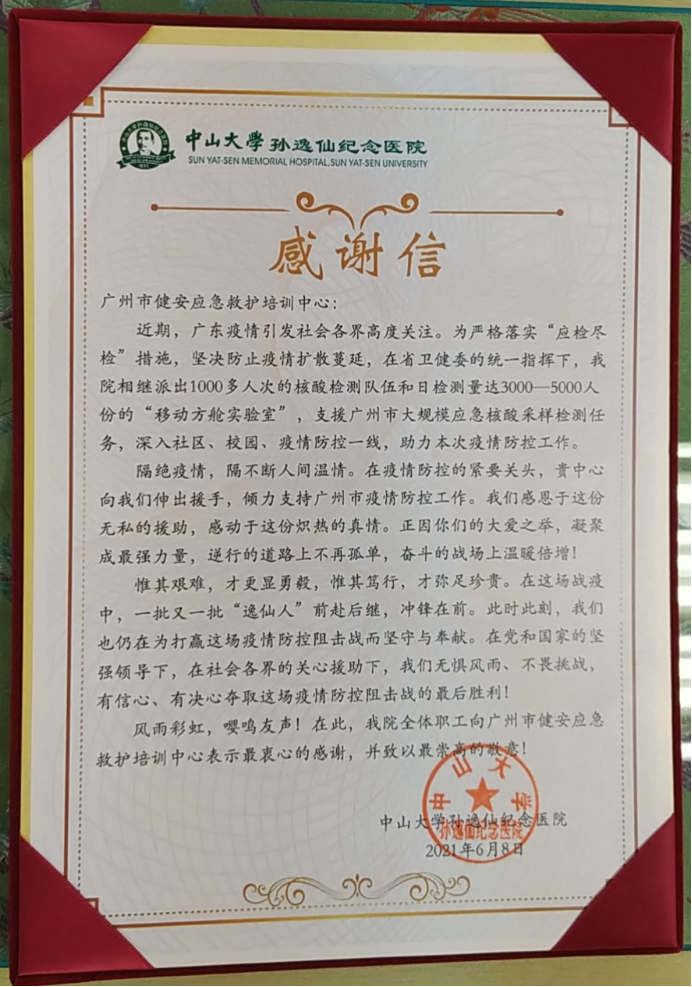 中山大學孙逸仙纪念医院
SUN YAT-SEN MEMORIAL HOSPITAL,SUN YAT-SEN UNIVERSITY
感谢信
广州市健安应急救护培训中心：
近期，广东疫情引发社会各界高度关注。为严格落实“应检尽
检”措施，坚决防止疫情扩散蔓延，在省卫健委的统一指挥下，我
院相继派出1000多人次的核酸检测队伍和日检测量达3000—5000人
份的“移动方舱实验室”，支援广州市大规模应急核酸采样检测任
务，深入社区、校园、疫情防控一线，助力本次疫情防控工作。
隔绝疫情，隔不断人间温情。在疫情防控的紧要关头，贵中心
向我们伸出援手，倾力支持广州市疫情防控工作。我们感恩于这份
无私的援助，感动于这份炽热的真情。正因你们的大爱之举，凝聚
成最强力量，逆行的道路上不再孤单，奋斗的战场上温暖倍增！
惟其艰难，才更显勇毅，惟其笃行，才弥足珍贵。在这场战疫
中，一批又一批“逸仙人”前赴后继，冲锋在前。此时此刻，我们
也仍在为打赢这场疫情防控阻击战而坚守与奉献。在党和国家的坚
强领导下，在社会各界的关心援助下，我们无惧风雨、不畏挑战，
有信心、有决心夺取这场疫情防控阻击战的最后胜利！
风雨彩虹，嘤鸣友声！在此，我院全体职工向广州市健安应急
救护培训中心表示最衷心的感谢，并致以最崇高的敬意！
中山大学
孙逸仙纪念医院
中山大学孙逸仙纪念医院
2021年6月8日